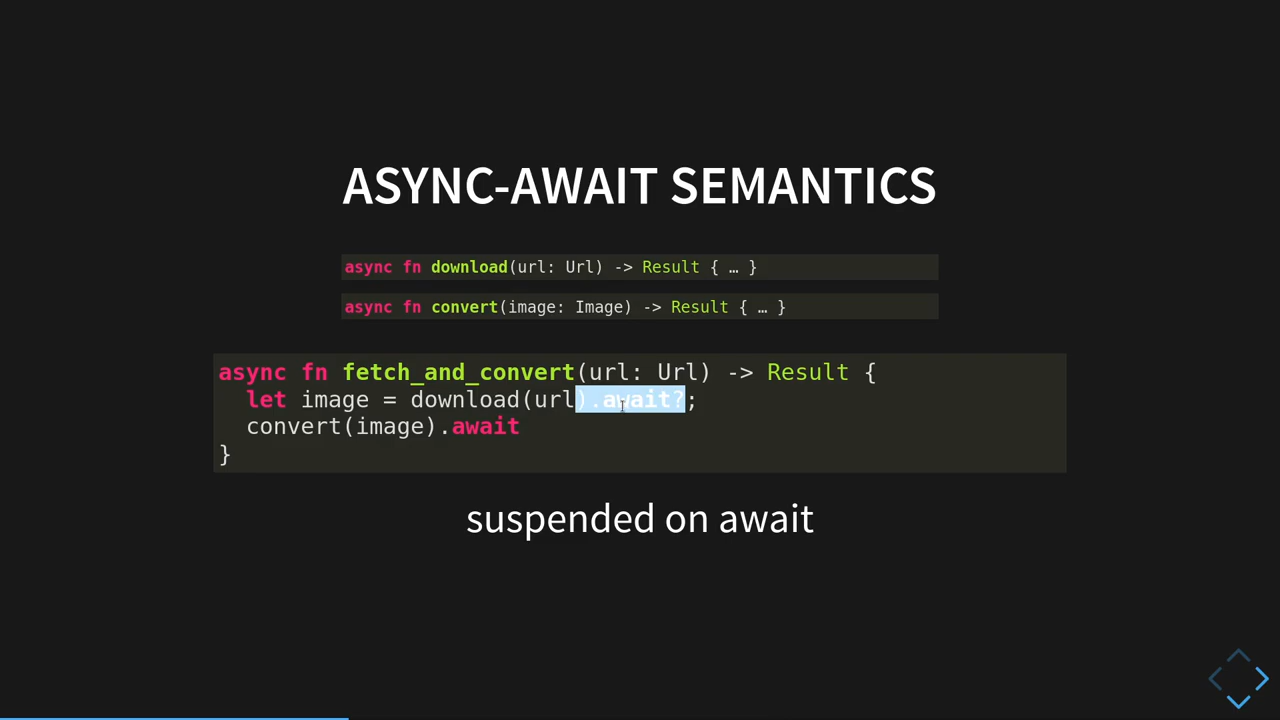 ASYNC-AWAIT SEMANTICS
async fn download(url: Url) -> Result { … }
async fn convert(image: Image) -> Result { … }
async fn fetch_and_convert(url: Url) -> Result {
  let image = download(url).await?;
  convert(image).await
}
suspended on await